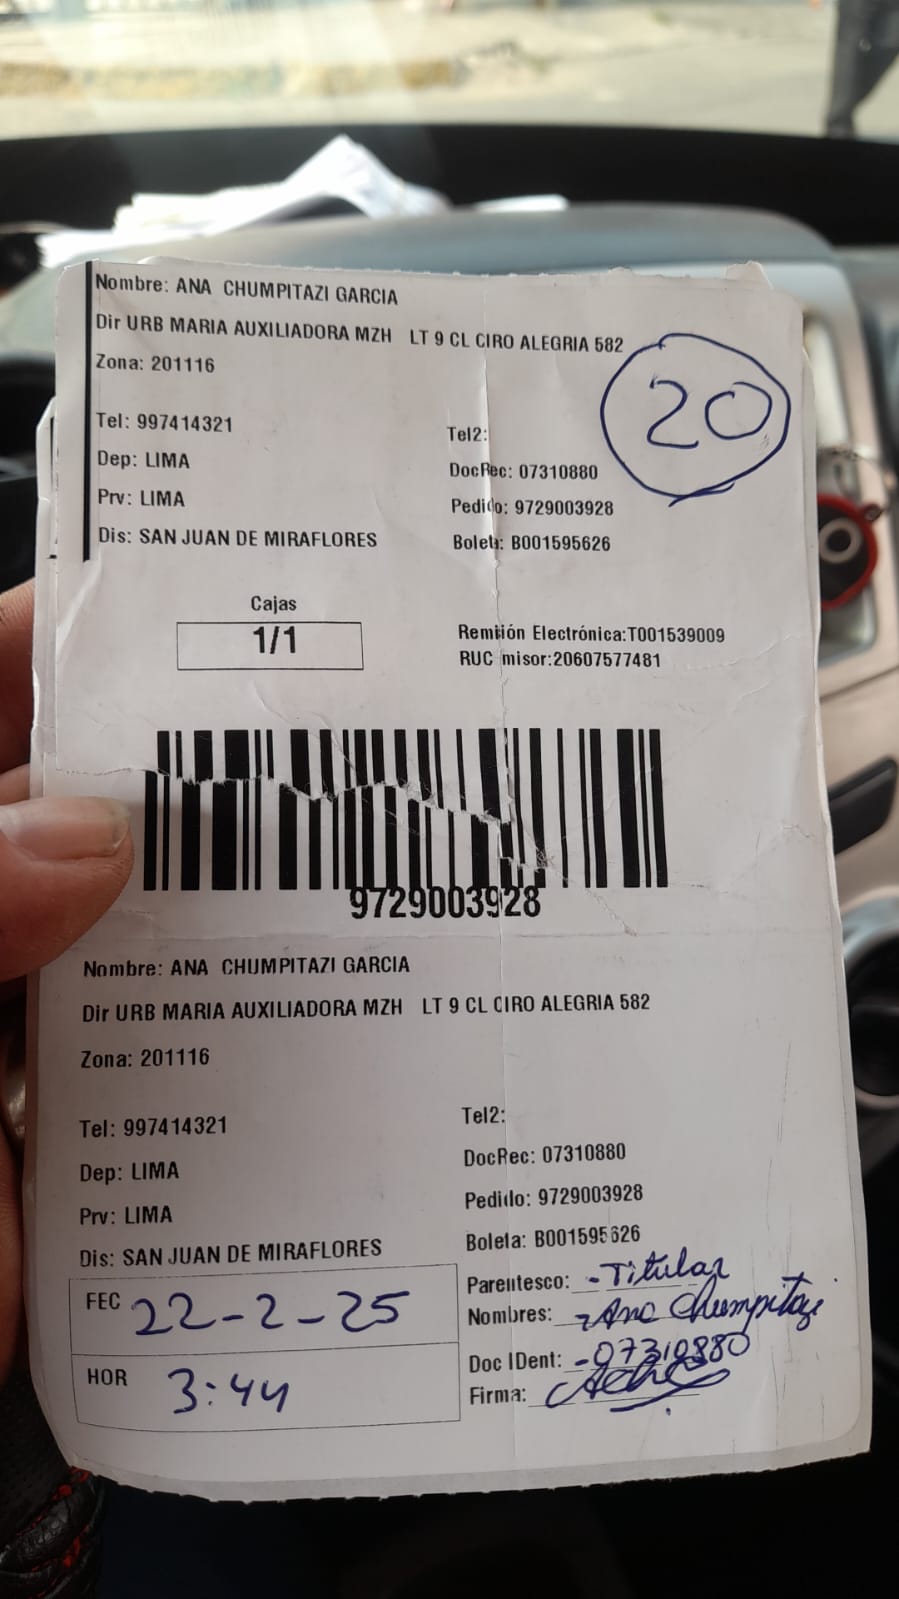 Nombre: ANA CHUMPITAZI GARCIA
Dir URB MARIA AUXILIADORA MZH LT 9 CL CIRO ALEGRIA 582
Zona: 201116
20
Tel: 997414321
Tel2:
Dep: LIMA
DocRec: 07310880
Prv: LIMA
Pedido: 9729003928
Dis: SAN JUAN DE MIRAFLORES
Boleta: B001595626
Cajas
1/1
Remtión Electrónica:T001539009
RUC misor:20607577481
9729003928
Nombre: ANA CHUMPITAZI GARCIA
Dir URB MARIA AUXILIADORA MZH LT 9 CL CIRO ALEGRIA 582
Zona: 201116
Tel: 997414321
Tel2:
Dep: LIMA
DocRec: 07310880
Prv: LIMA
Pedido: 9729003928
Dis: SAN JUAN DE MIRAFLORES
Boleta: B001595626
FEC 22-2-25
Parentesco: -Titular
Nombres: -Ana Chumpitazi
HOR 3:44
Doc IDent: -07310880
Firma: